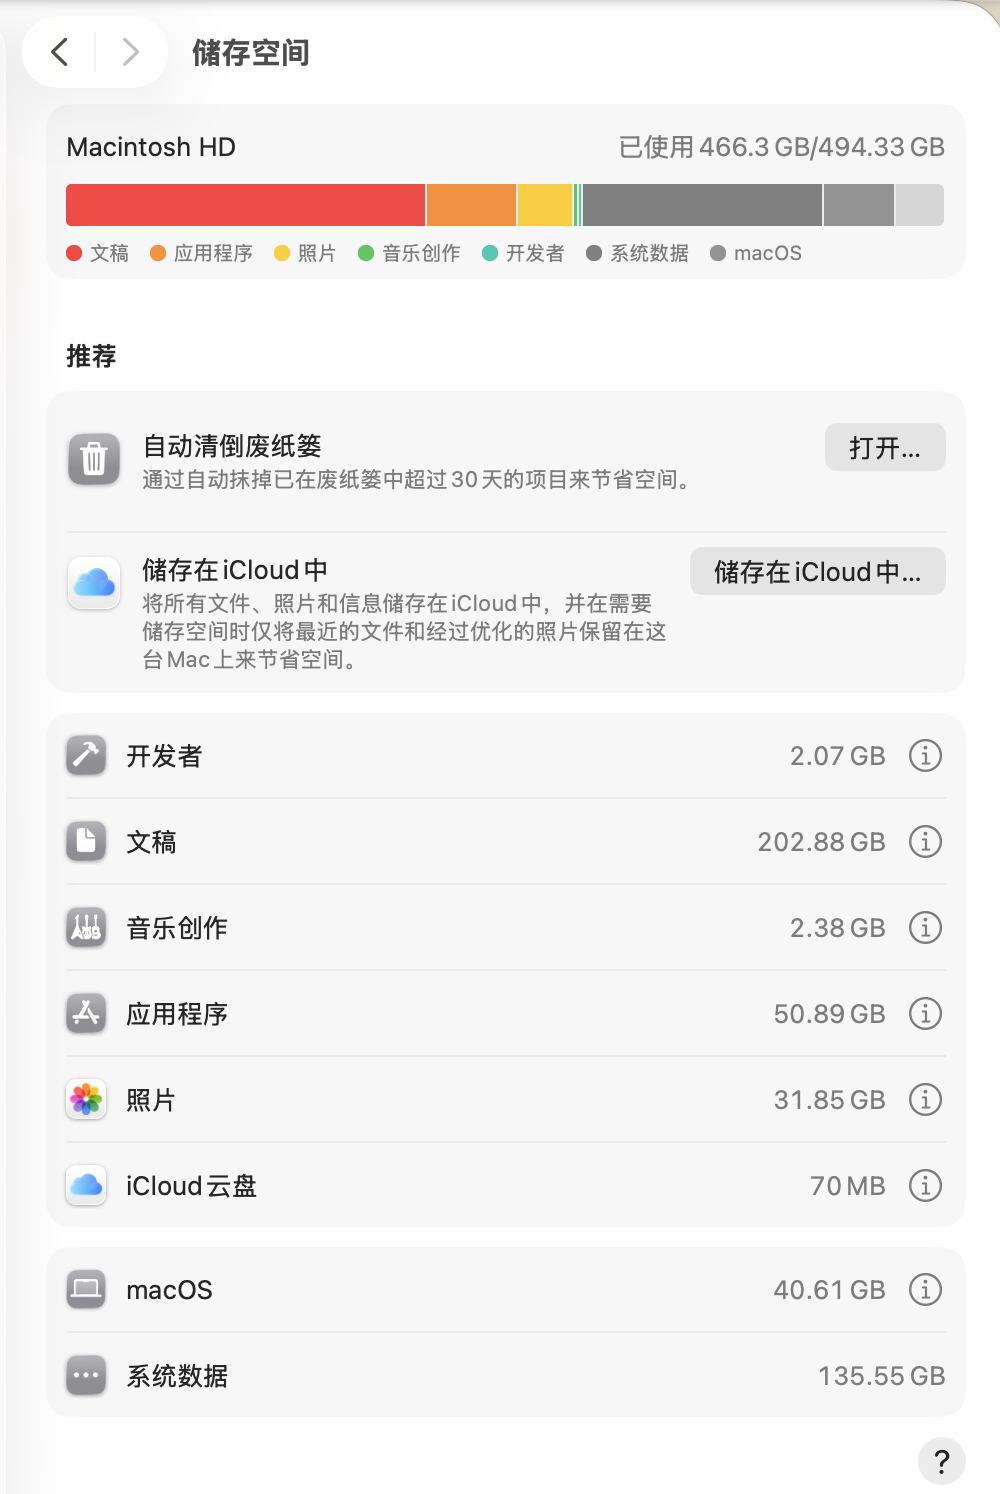 储存空间
Macintosh HD
已使用 466.3 GB/494.33 GB
文稿 应用程序 照片 音乐创作 开发者 系统数据 macOS
推荐
自动清倒废纸篓
打开...
通过自动抹掉已在废纸篓中超过 30 天的项目来节省空间。
储存在 iCloud 中
储存在 iCloud 中...
将所有文件、照片和信息储存在 iCloud 中，并在需要
储存空间时仅将最近的文件和经过优化的照片保留在这
台 Mac 上来节省空间。
开发者 2.07 GB
文稿 202.88 GB
音乐创作 2.38 GB
应用程序 50.89 GB
照片 31.85 GB
iCloud 云盘 70 MB
macOS 40.61 GB
系统数据 135.55 GB
?